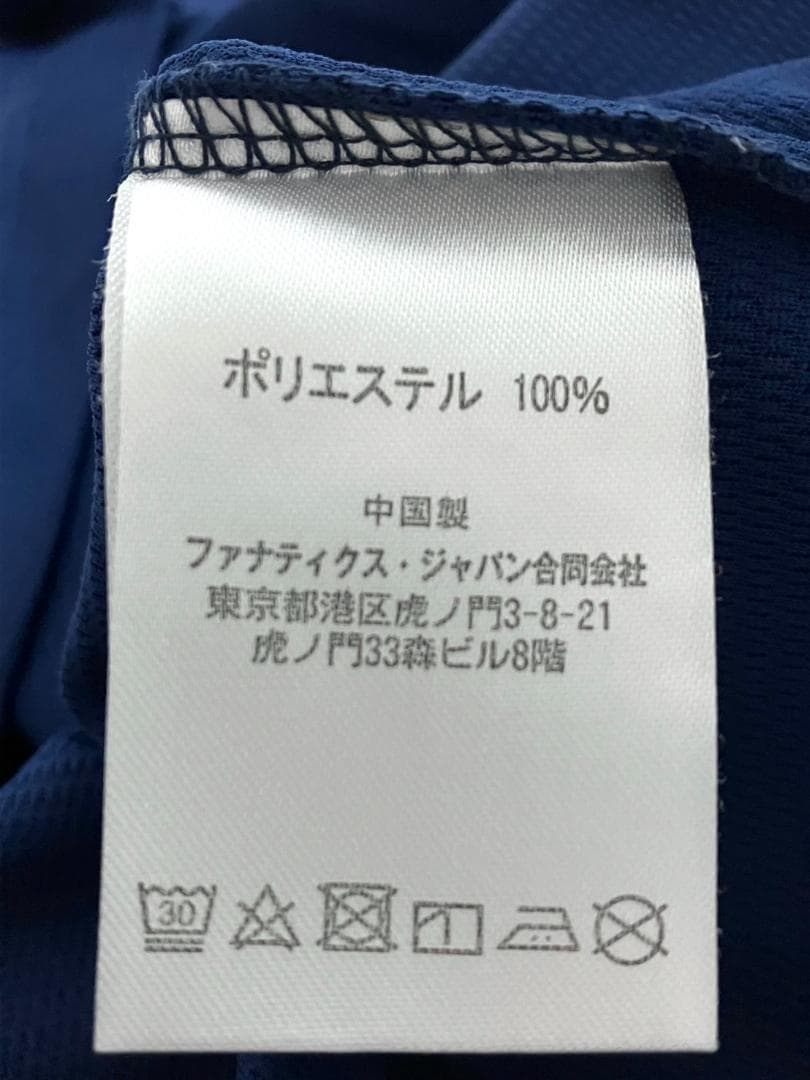 ポリエステル 100%
中国製
ファナティクス・ジャパン合同会社
東京都港区虎ノ門3-8-21
虎ノ門33森ビル8階
30